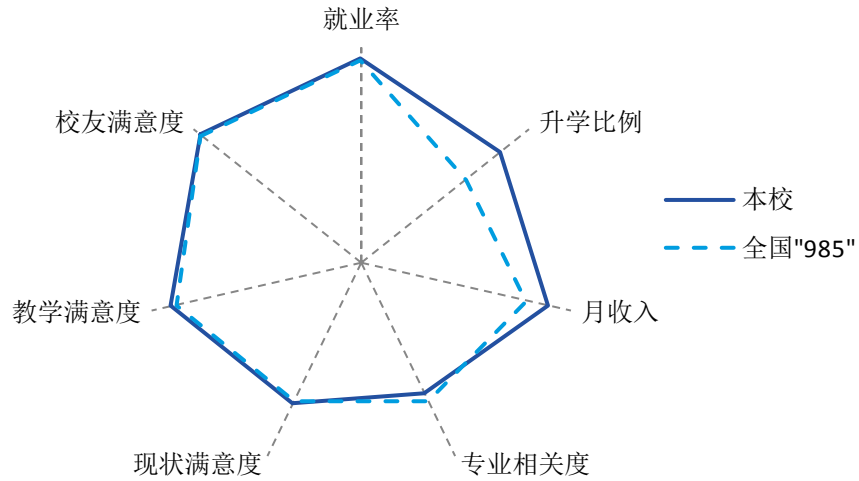 就业率
校友满意度
升学比例
本校
全国"985"
教学满意度
月收入
现状满意度
专业相关度